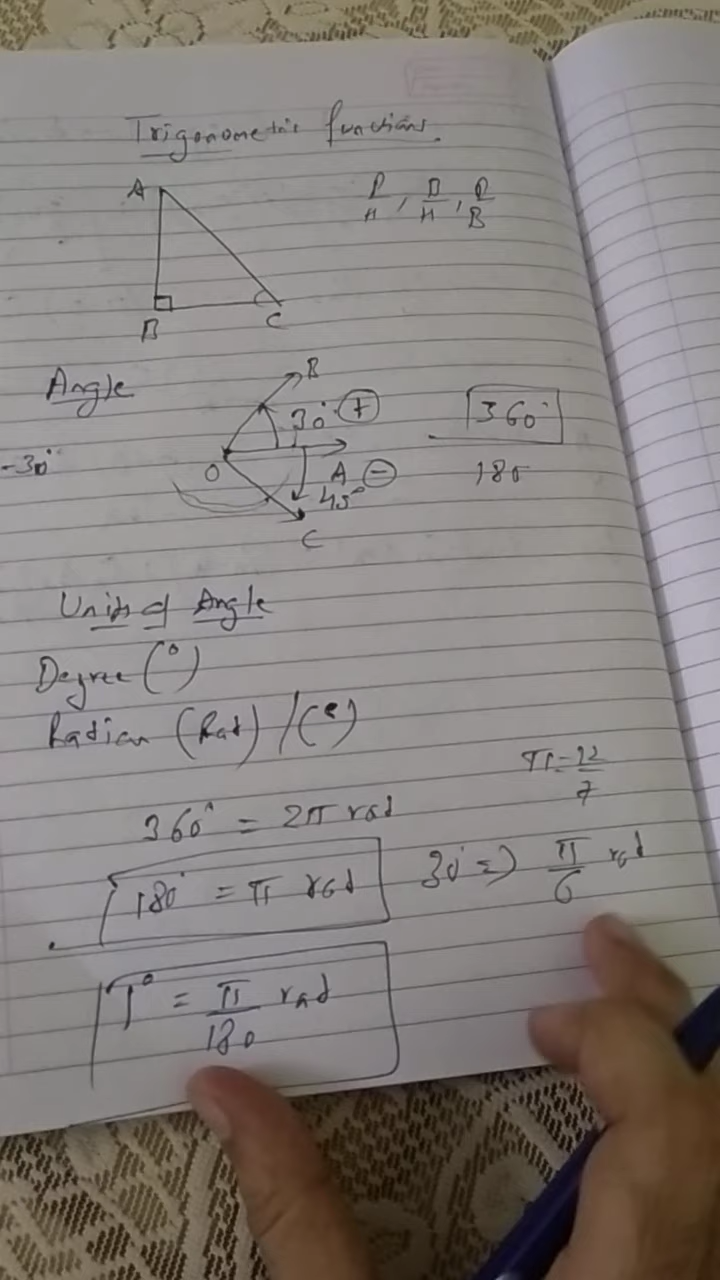 Trigonometric functions.
A
P/H, B/H, P/B
B C
Angle
B
30° +
360°
-30°
O A -
180
45°
C
Units of Angle
Degree (°)
Radian (Rad) / (c)
π = 22/7
360° = 2π rad
180° = π rad
30° => π/6 rad
1° = π/180 rad